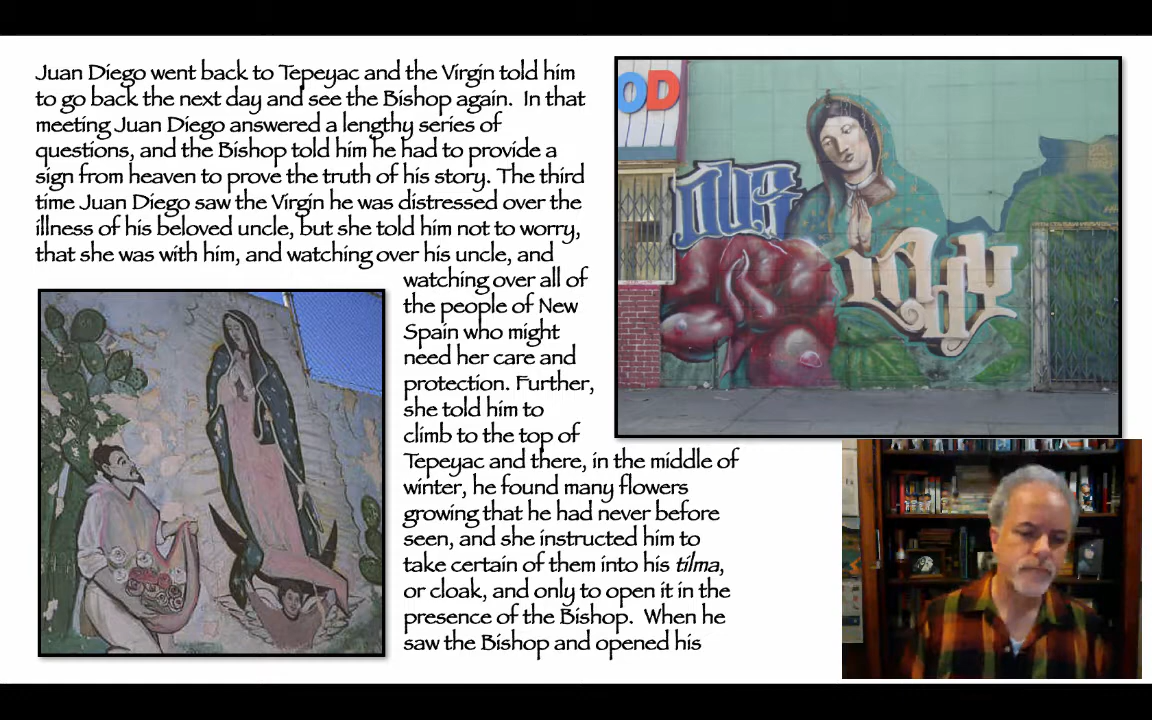 Juan Diego went back to Tepeyac and the Virgin told him
to go back the next day and see the Bishop again. In that
meeting Juan Diego answered a lengthy series of
questions, and the Bishop told him he had to provide a
sign from heaven to prove the truth of his story. The third
time Juan Diego saw the Virgin he was distressed over the
illness of his beloved uncle, but she told him not to worry,
that she was with him, and watching over his uncle, and
watching over all of
the people of New
Spain who might
need her care and
protection. Further,
she told him to
climb to the top of
Tepeyac and there, in the middle of
winter, he found many flowers
growing that he had never before
seen, and she instructed him to
take certain of them into his tilma,
or cloak, and only to open it in the
presence of the Bishop. When he
saw the Bishop and opened his
OD
Our
Lady